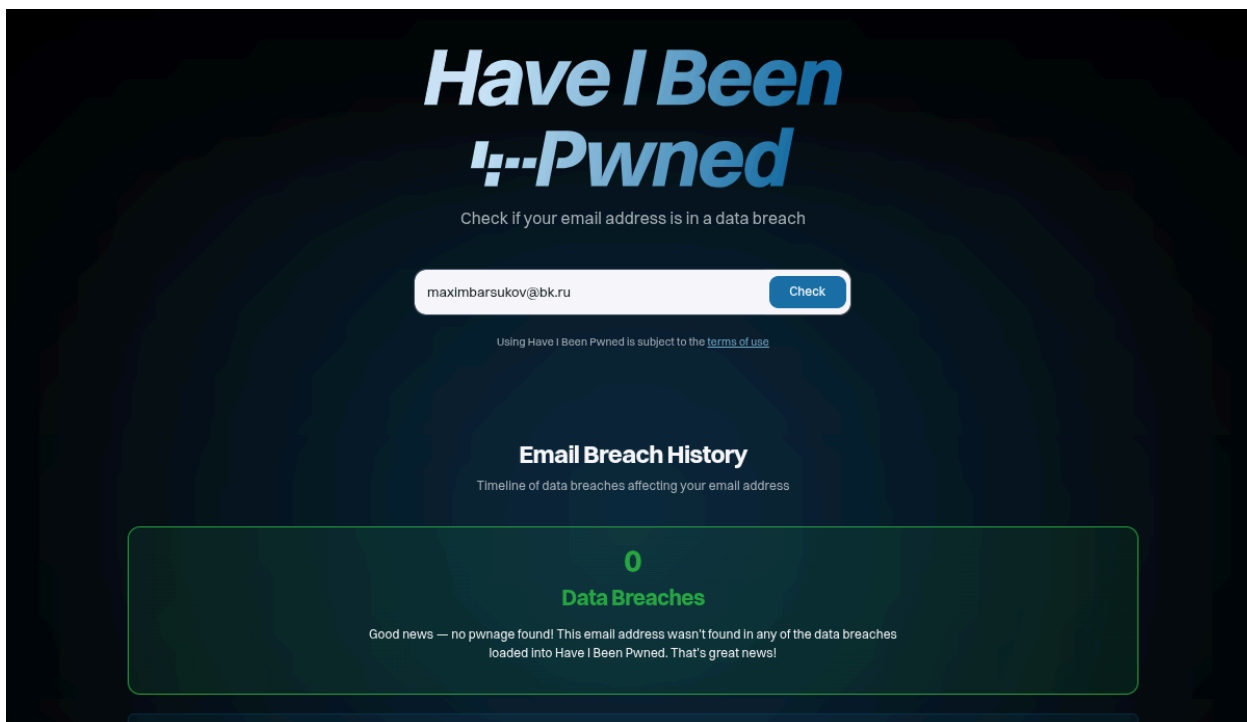 Have I Been
Pwned
Check if your email address is in a data breach
maximbarsukov@bk.ru
Check
Using Have I Been Pwned is subject to the terms of use
Email Breach History
Timeline of data breaches affecting your email address
0
Data Breaches
Good news — no pwnage found! This email address wasn't found in any of the data breaches
loaded into Have I Been Pwned. That's great news!